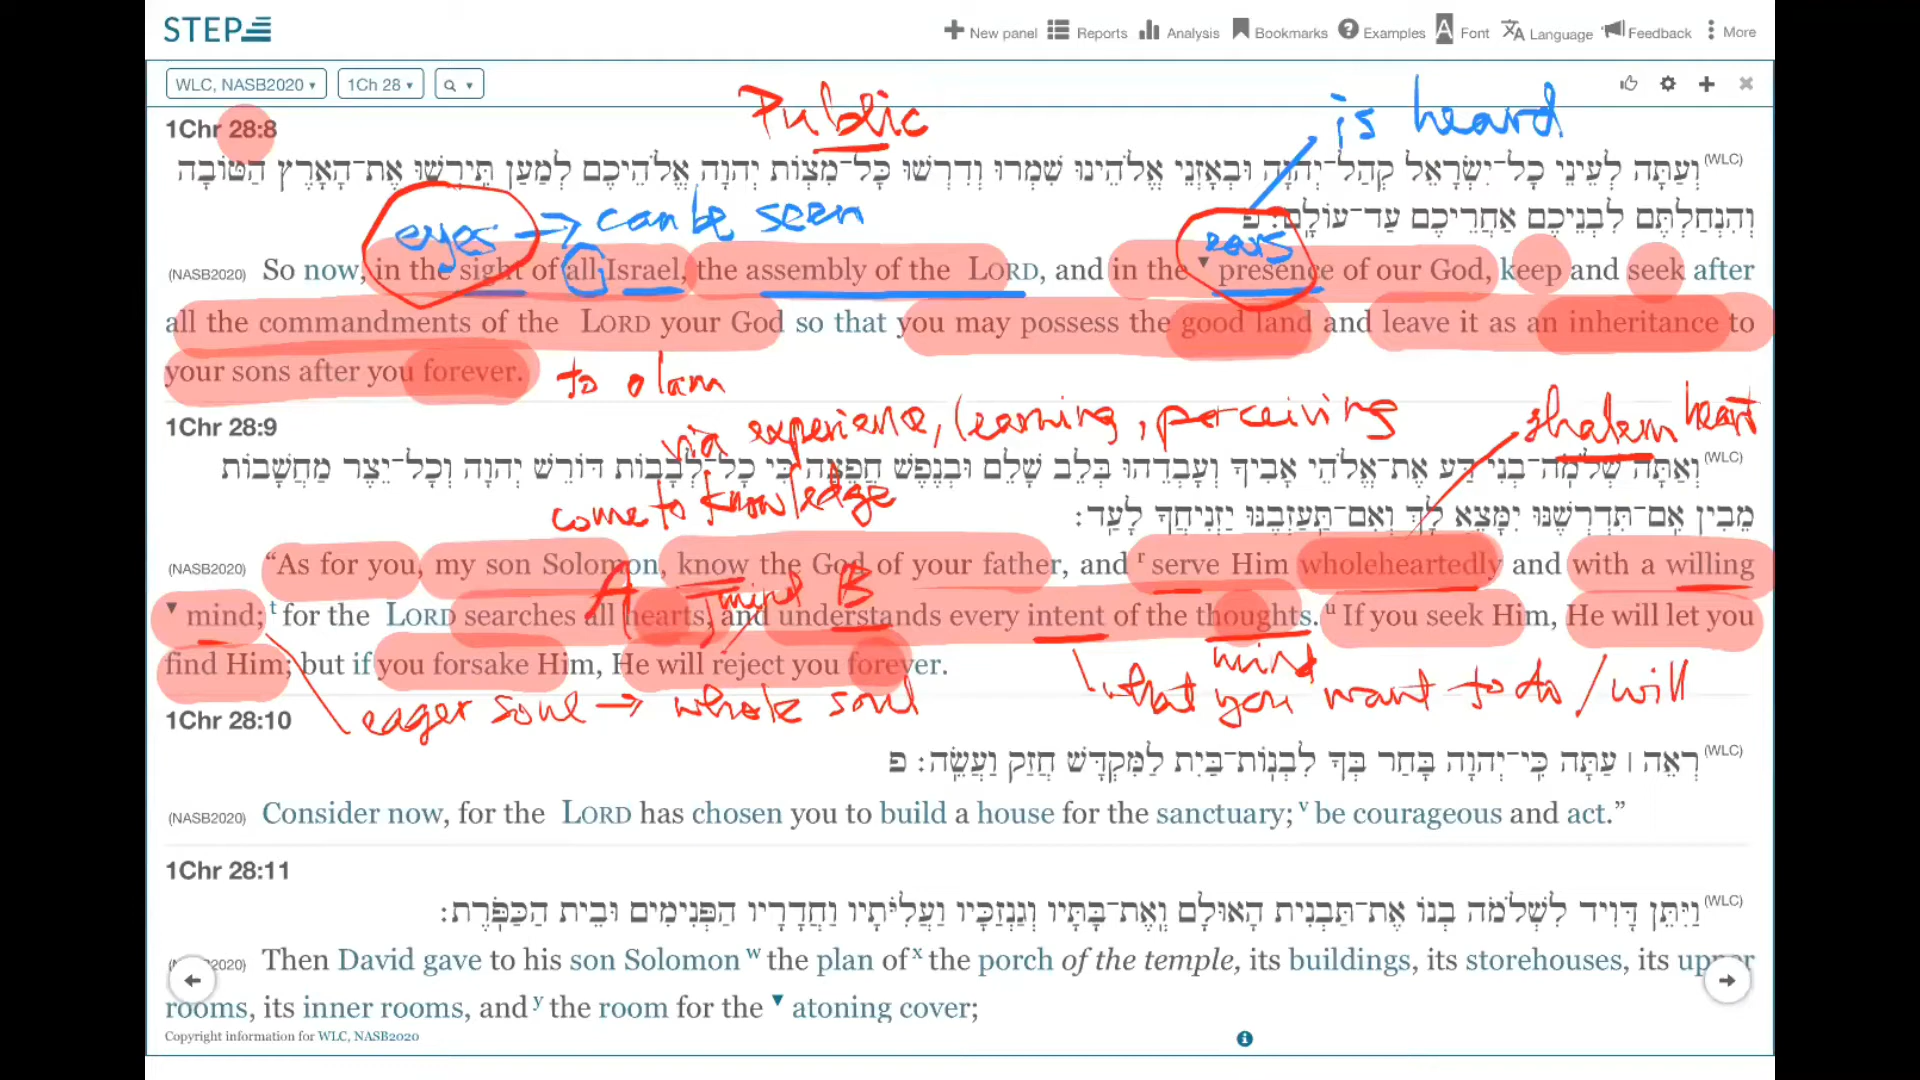 STEP
New panel Reports Analysis Bookmarks Examples Font Language Feedback More
WLC, NASB2020 1Ch 28
Public
is heard
1Chr 28:8
(WLC) וְעַתָּה לְעֵינֵי כָל־יִשְׂרָאֵל קְהַל־יְהוָה וּבְאָזְנֵי אֱלֹהֵינוּ שִׁמְרוּ וְדִרְשׁוּ כָּל־מִצְוֺת יְהוָה אֱלֹהֵיכֶם לְמַעַן תִּירְשׁוּ אֶת־הָאָרֶץ הַטּוֹבָה
וְהִנְחַלְתֶּם לִבְנֵיכֶם אַחֲרֵיכֶם עַד־עוֹלָם׃ פ
eyes → can be seen
ears
(NASB2020) So now, in the sight of all Israel, the assembly of the LORD, and in the presence of our God, keep and seek after
all the commandments of the LORD your God so that you may possess the good land and leave it as an inheritance to
your sons after you forever.
to olam
1Chr 28:9
via experience, learning, perceiving
shalem heart
(WLC) וְאַתָּה שְׁלֹמֹה־בְנִי דַּע אֶת־אֱלֹהֵי אָבִיךָ וְעָבְדֵהוּ בְּלֵב שָׁלֵם וּבְנֶפֶשׁ חֲפֵצָה כִּי כָל־לְבָבוֹת דּוֹרֵשׁ יְהוָה וְכָל־יֵצֶר מַחֲשָׁבוֹת
come to knowledge
מֵבִין אִם־תִּדְרְשֶׁנּוּ יִמָּצֵא לָךְ וְאִם־תַּעַזְבֶנּוּ יַזְנִיחֲךָ לָעַד׃
(NASB2020) “As for you, my son Solomon, know the God of your father, and r serve Him wholeheartedly and with a willing
A mind B
mind; t for the LORD searches all hearts, and understands every intent of the thoughts. u If you seek Him, He will let you
mind
find Him; but if you forsake Him, He will reject you forever.
eager soul → whole soul
what you want to do / will
1Chr 28:10
(WLC) רְאֵה ׀ עַתָּה כִּי־יְהוָה בָּחַר בְּךָ לִבְנוֹת־בַּיִת לַמִּקְדָּשׁ חֲזַק וַעֲשֵׂה׃ פ
(NASB2020) Consider now, for the LORD has chosen you to build a house for the sanctuary; v be courageous and act.”
1Chr 28:11
(WLC) וַיִּתֵּן דָּוִיד לִשְׁלֹמֹה בְנוֹ אֶת־תַּבְנִית הָאוּלָם וְאֶת־בָּתָּיו וְגַנְזַכָּיו וַעֲלִיֹּתָיו וַחֲדָרָיו הַפְּנִימִים וּבֵית הַכַּפֹּרֶת׃
Then David gave to his son Solomon w the plan of x the porch of the temple, its buildings, its storehouses, its upper
rooms, its inner rooms, and y the room for the atoning cover;
Copyright information for WLC, NASB2020